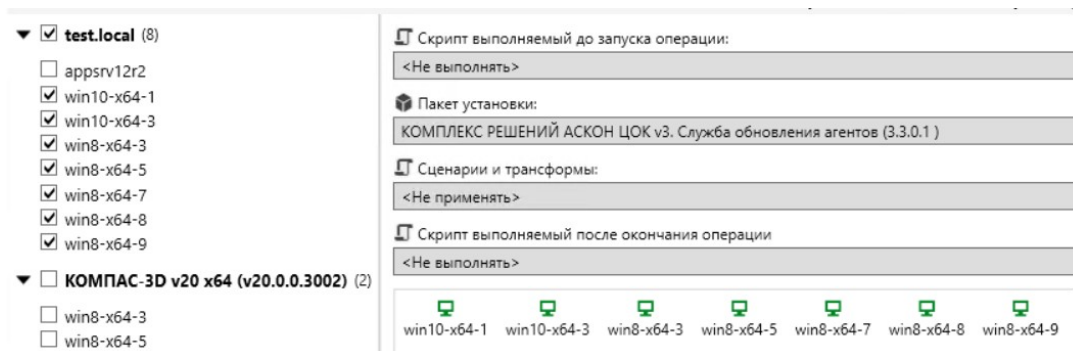 test.local (8)
appsrv12r2
win10-x64-1
win10-x64-3
win8-x64-3
win8-x64-5
win8-x64-7
win8-x64-8
win8-x64-9
КОМПАС-3D v20 x64 (v20.0.0.3002) (2)
win8-x64-3
win8-x64-5
Скрипт выполняемый до запуска операции:
<Не выполнять>
Пакет установки:
КОМПЛЕКС РЕШЕНИЙ АСКОН ЦОК v3. Служба обновления агентов (3.3.0.1 )
Сценарии и трансформы:
<Не применять>
Скрипт выполняемый после окончания операции
<Не выполнять>
win10-x64-1 win10-x64-3 win8-x64-3 win8-x64-5 win8-x64-7 win8-x64-8 win8-x64-9